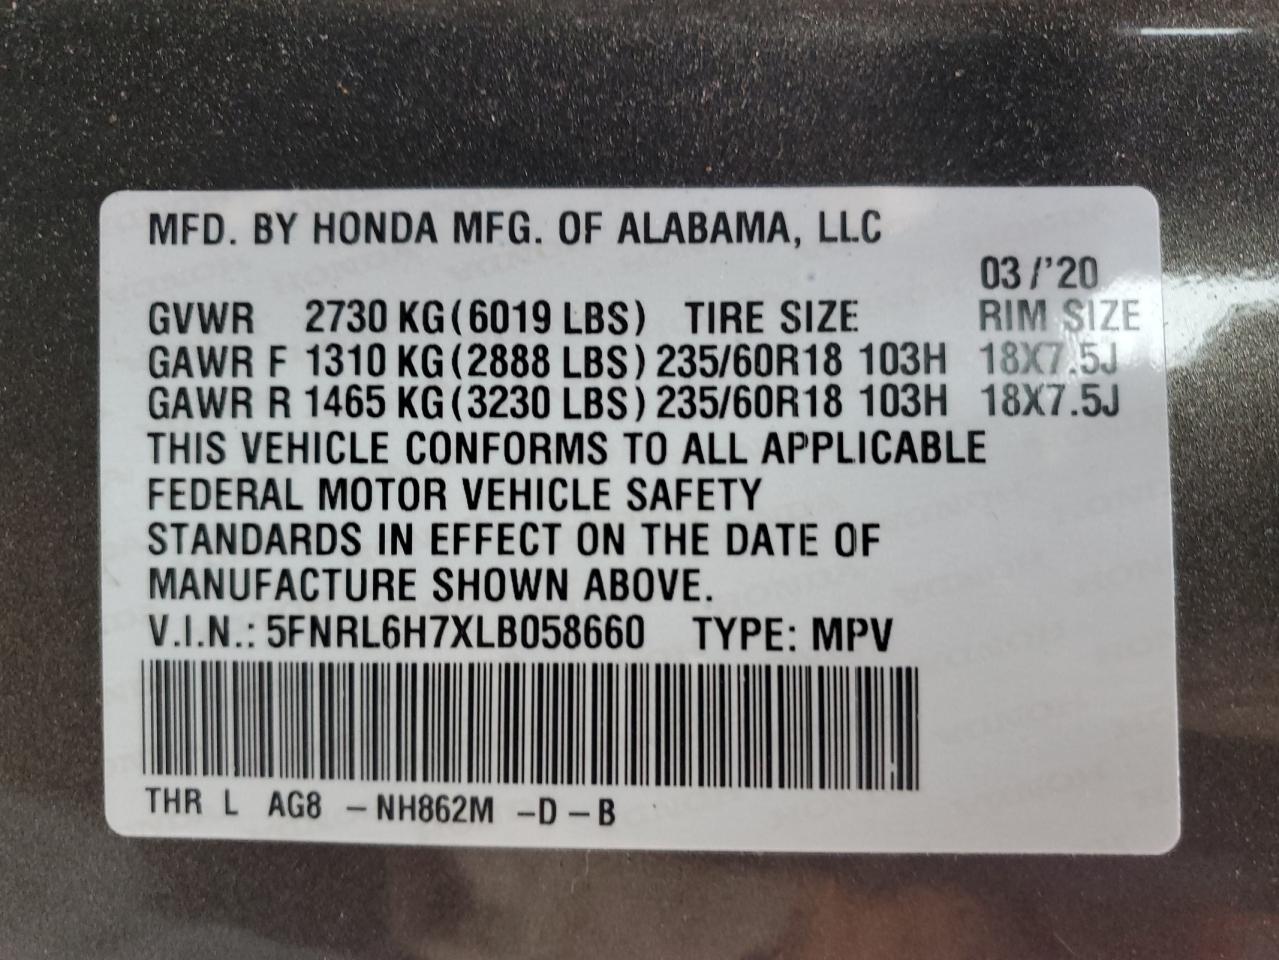 MFD. BY HONDA MFG. OF ALABAMA, LLC
03/'20
GVWR 2730 KG(6019 LBS) TIRE SIZE RIM SIZE
GAWR F 1310 KG(2888 LBS) 235/60R18 103H 18X7.5J
GAWR R 1465 KG(3230 LBS) 235/60R18 103H 18X7.5J
THIS VEHICLE CONFORMS TO ALL APPLICABLE
FEDERAL MOTOR VEHICLE SAFETY
STANDARDS IN EFFECT ON THE DATE OF
MANUFACTURE SHOWN ABOVE.
V.I.N.: 5FNRL6H7XLB058660 TYPE: MPV
THR L AG8 -NH862M -D-B